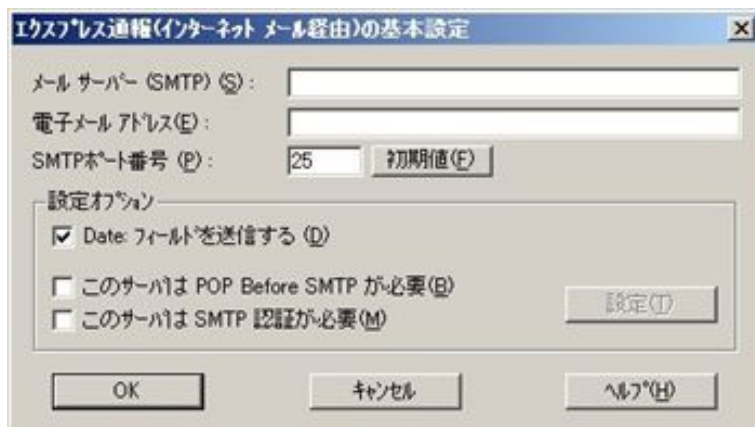 エクスプレス通報(インターネット メール経由)の基本設定
メール サーバー (SMTP) (S) :
電子メール アドレス(E) :
SMTPポート番号 (P) : 25 初期値(F)
設定オプション
Date: フィールドを送信する (D)
このサーバは POP Before SMTP が必要(B)
このサーバは SMTP 認証が必要(M)
設定(T)
OK キャンセル ヘルプ(H)